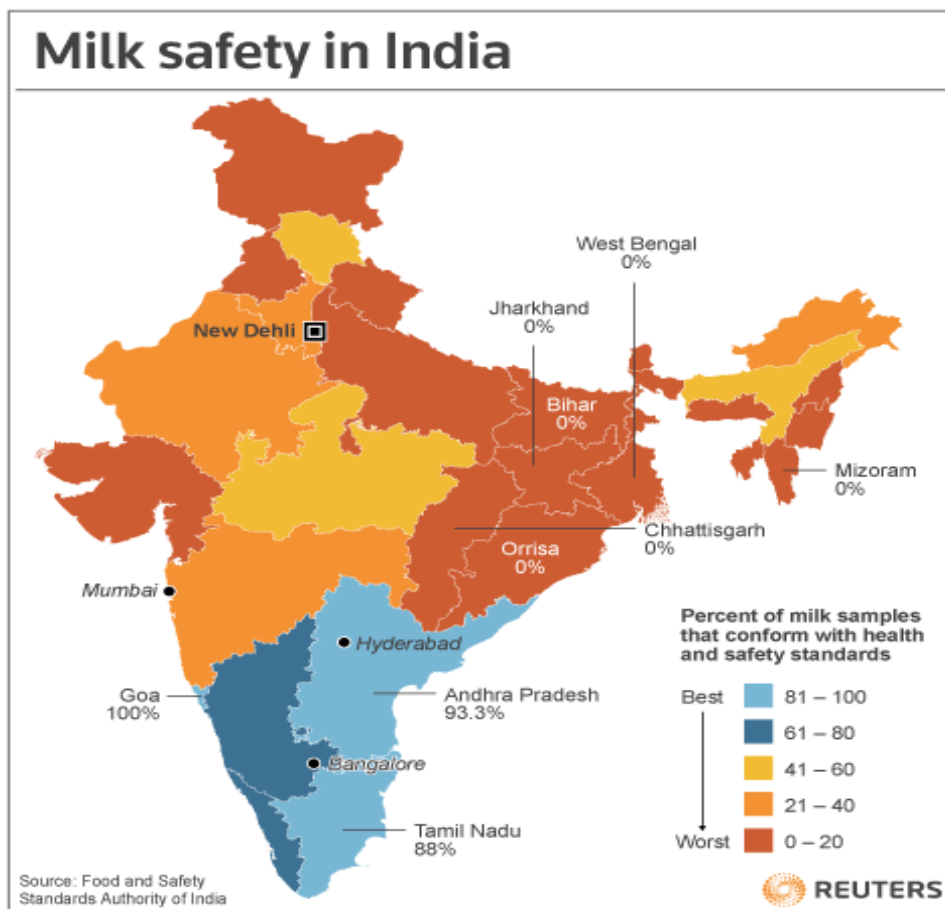 Milk safety in India
West Bengal
0%
Jharkhand
0%
New Dehli
Bihar
0%
Mizoram
0%
Chhattisgarh
0%
Orrisa
0%
Mumbai
Hyderabad
Goa
100%
Andhra Pradesh
93.3%
Bangalore
Tamil Nadu
88%
Percent of milk samples
that conform with health
and safety standards
Best
81 – 100
61 – 80
41 – 60
21 – 40
Worst
0 – 20
Source: Food and Safety
Standards Authority of India
REUTERS